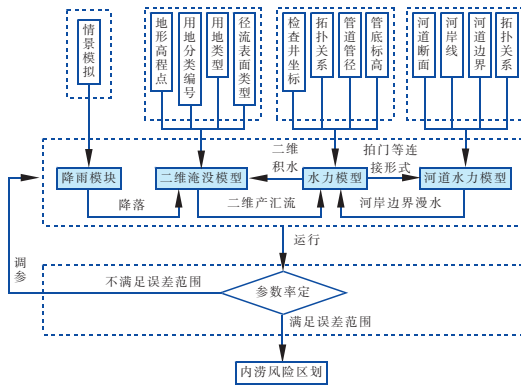 情景模拟
地形高程点
用地分类编号
用地类型
径流表面类型
检查井坐标
拓扑关系
管道管径
管底标高
河道断面
河岸线
河道边界
拓扑关系
二维
积水
拍门等连
接形式
降雨模块
二维淹没模型
水力模型
河道水力模型
降落
二维产汇流
河岸边界漫水
运行
调参
不满足误差范围
参数率定
满足误差范围
内涝风险区划